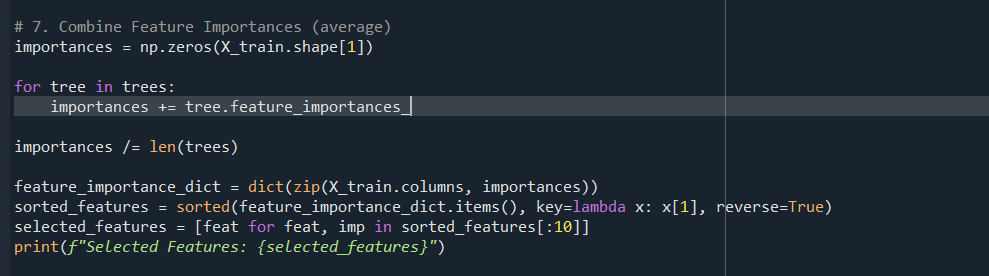 # 7. Combine Feature Importances (average)
importances = np.zeros(X_train.shape[1])
for tree in trees:
    importances += tree.feature_importances_
importances /= len(trees)
feature_importance_dict = dict(zip(X_train.columns, importances))
sorted_features = sorted(feature_importance_dict.items(), key=lambda x: x[1], reverse=True)
selected_features = [feat for feat, imp in sorted_features[:10]]
print(f"Selected Features: {selected_features}")